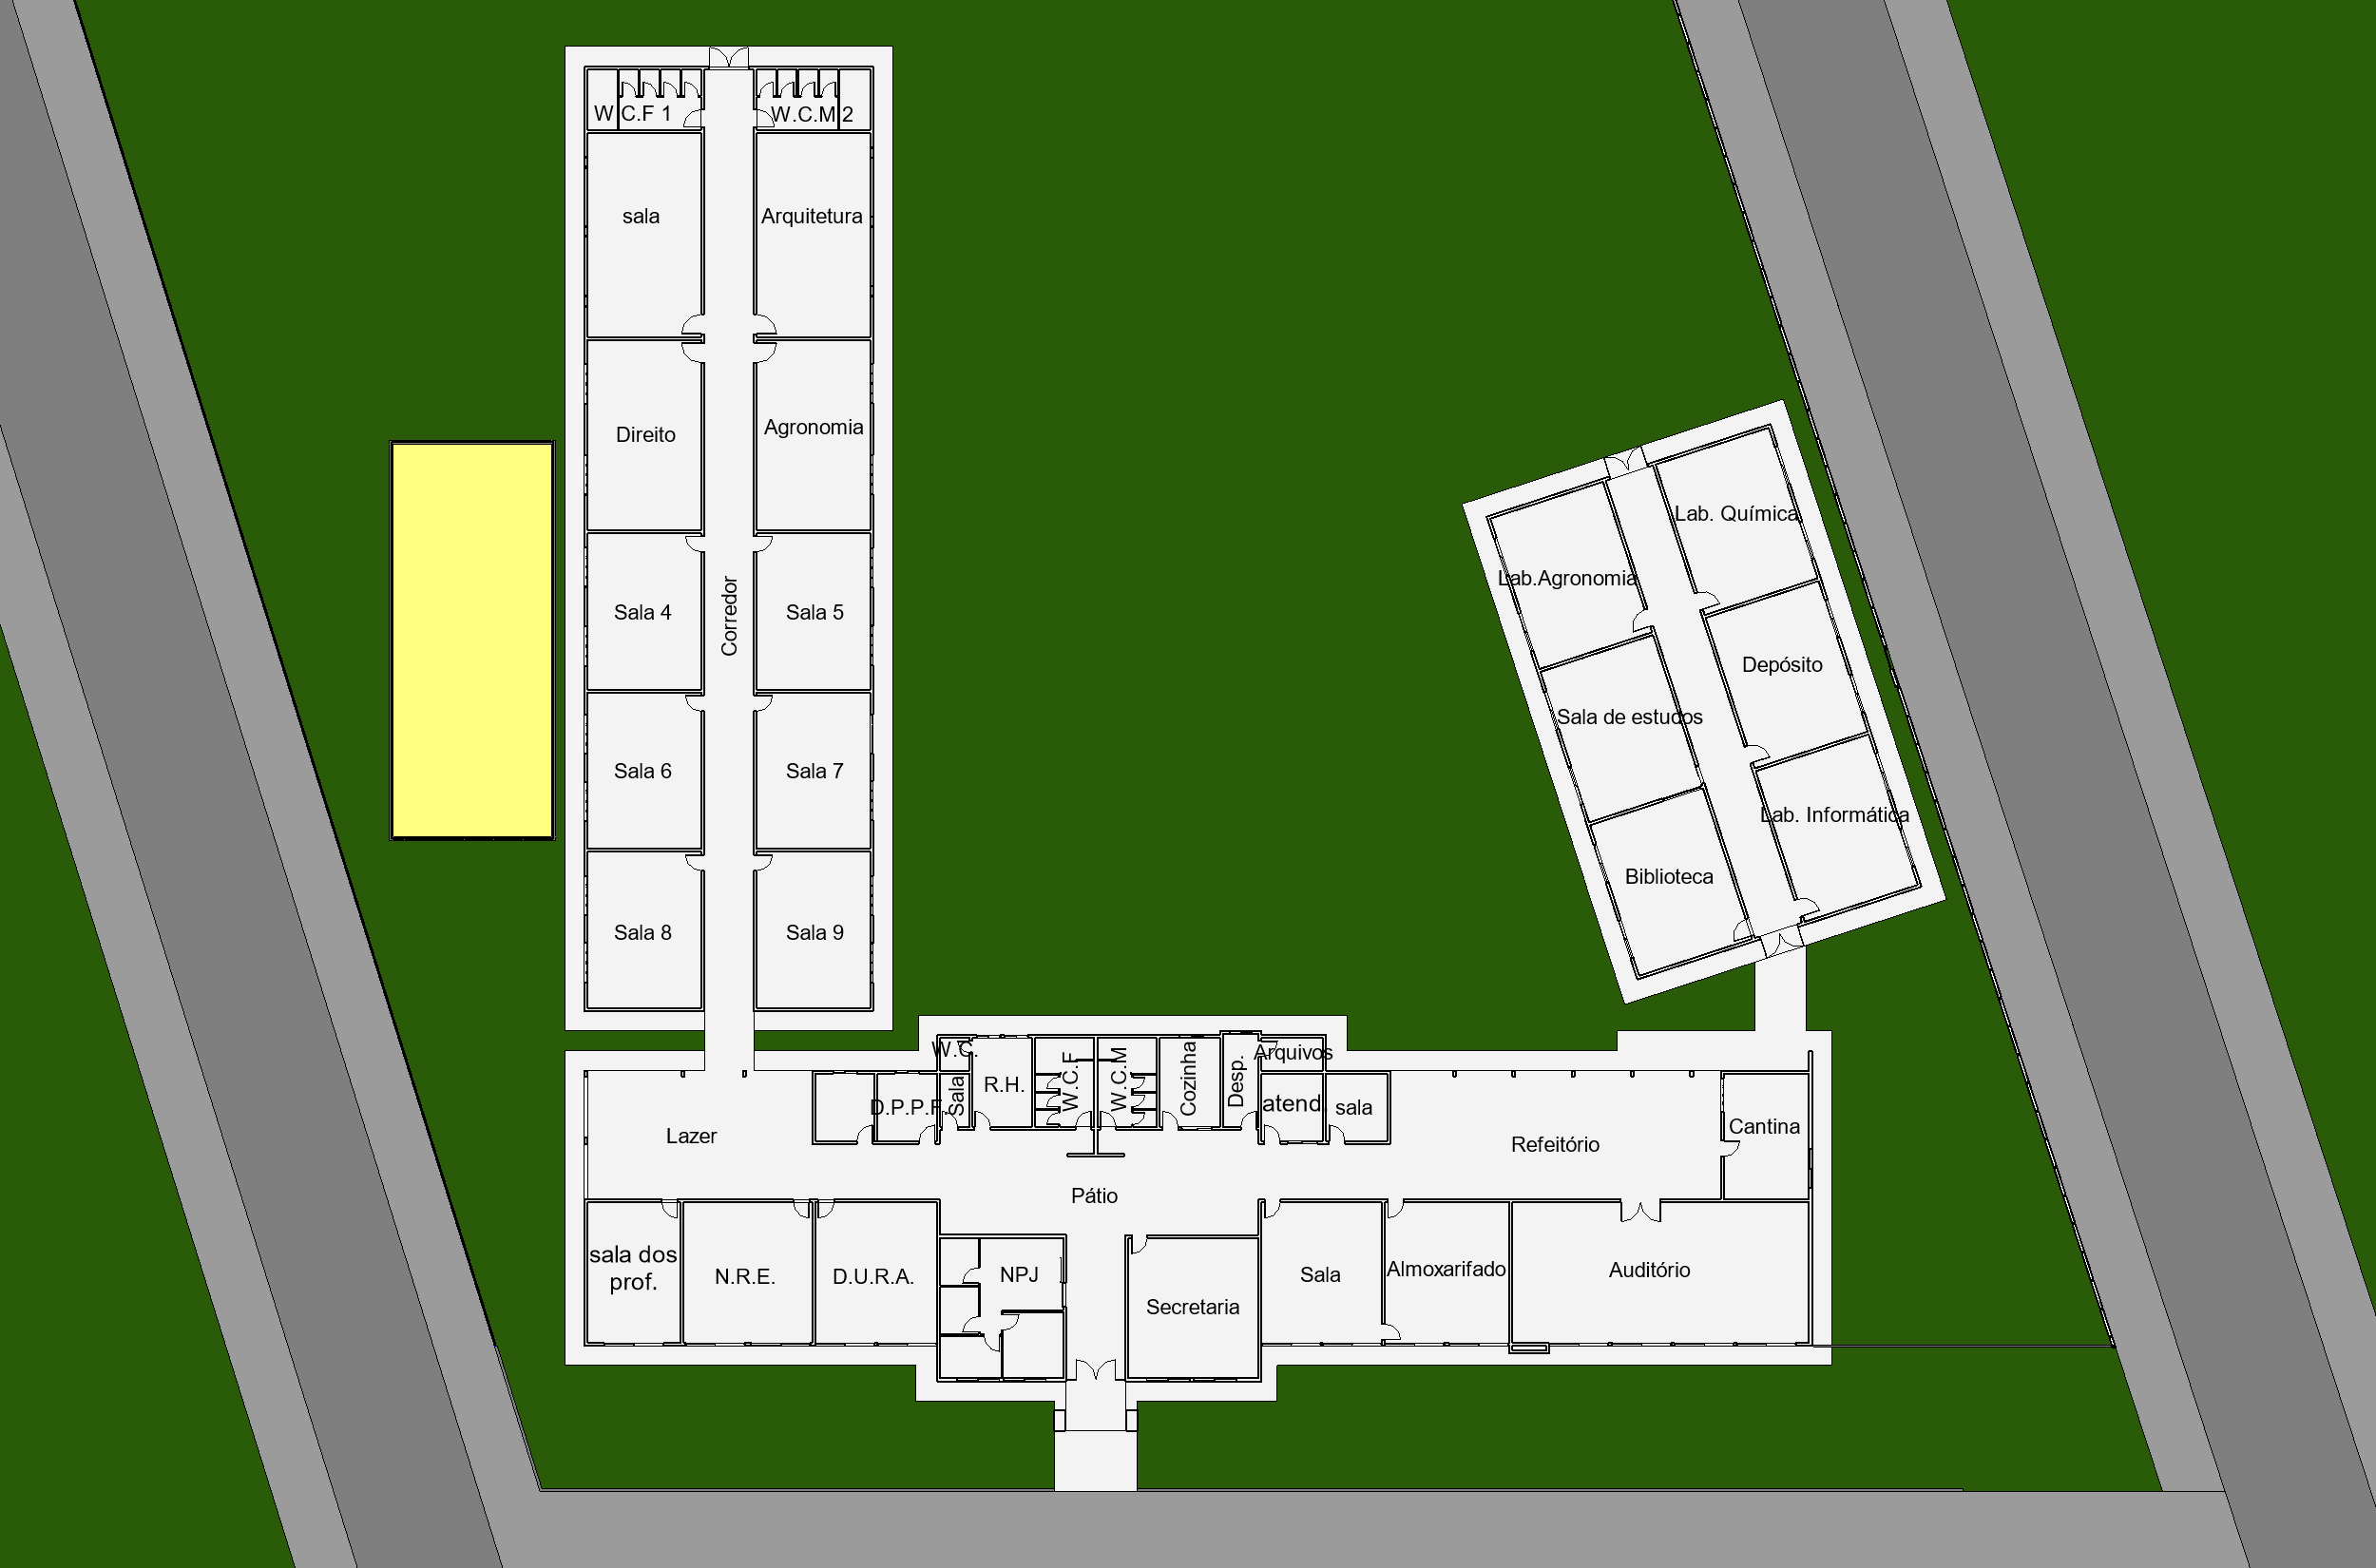 W.C.F 1
W.C.M 2
sala
Arquitetura
Direito
Agronomia
Sala 4
Corredor
Sala 5
Sala 6
Sala 7
Sala 8
Sala 9
Lab. Química
Lab.Agronomia
Depósito
Sala de estudos
Lab. Informática
Biblioteca
W.C.
Sala
R.H.
W.C.F
W.C.M
Cozinha
Desp.
Arquivos
D.P.P.F.
atend.
sala
Lazer
Refeitório
Cantina
Pátio
sala dos
prof.
N.R.E.
D.U.R.A.
NPJ
Secretaria
Sala
Almoxarifado
Auditório